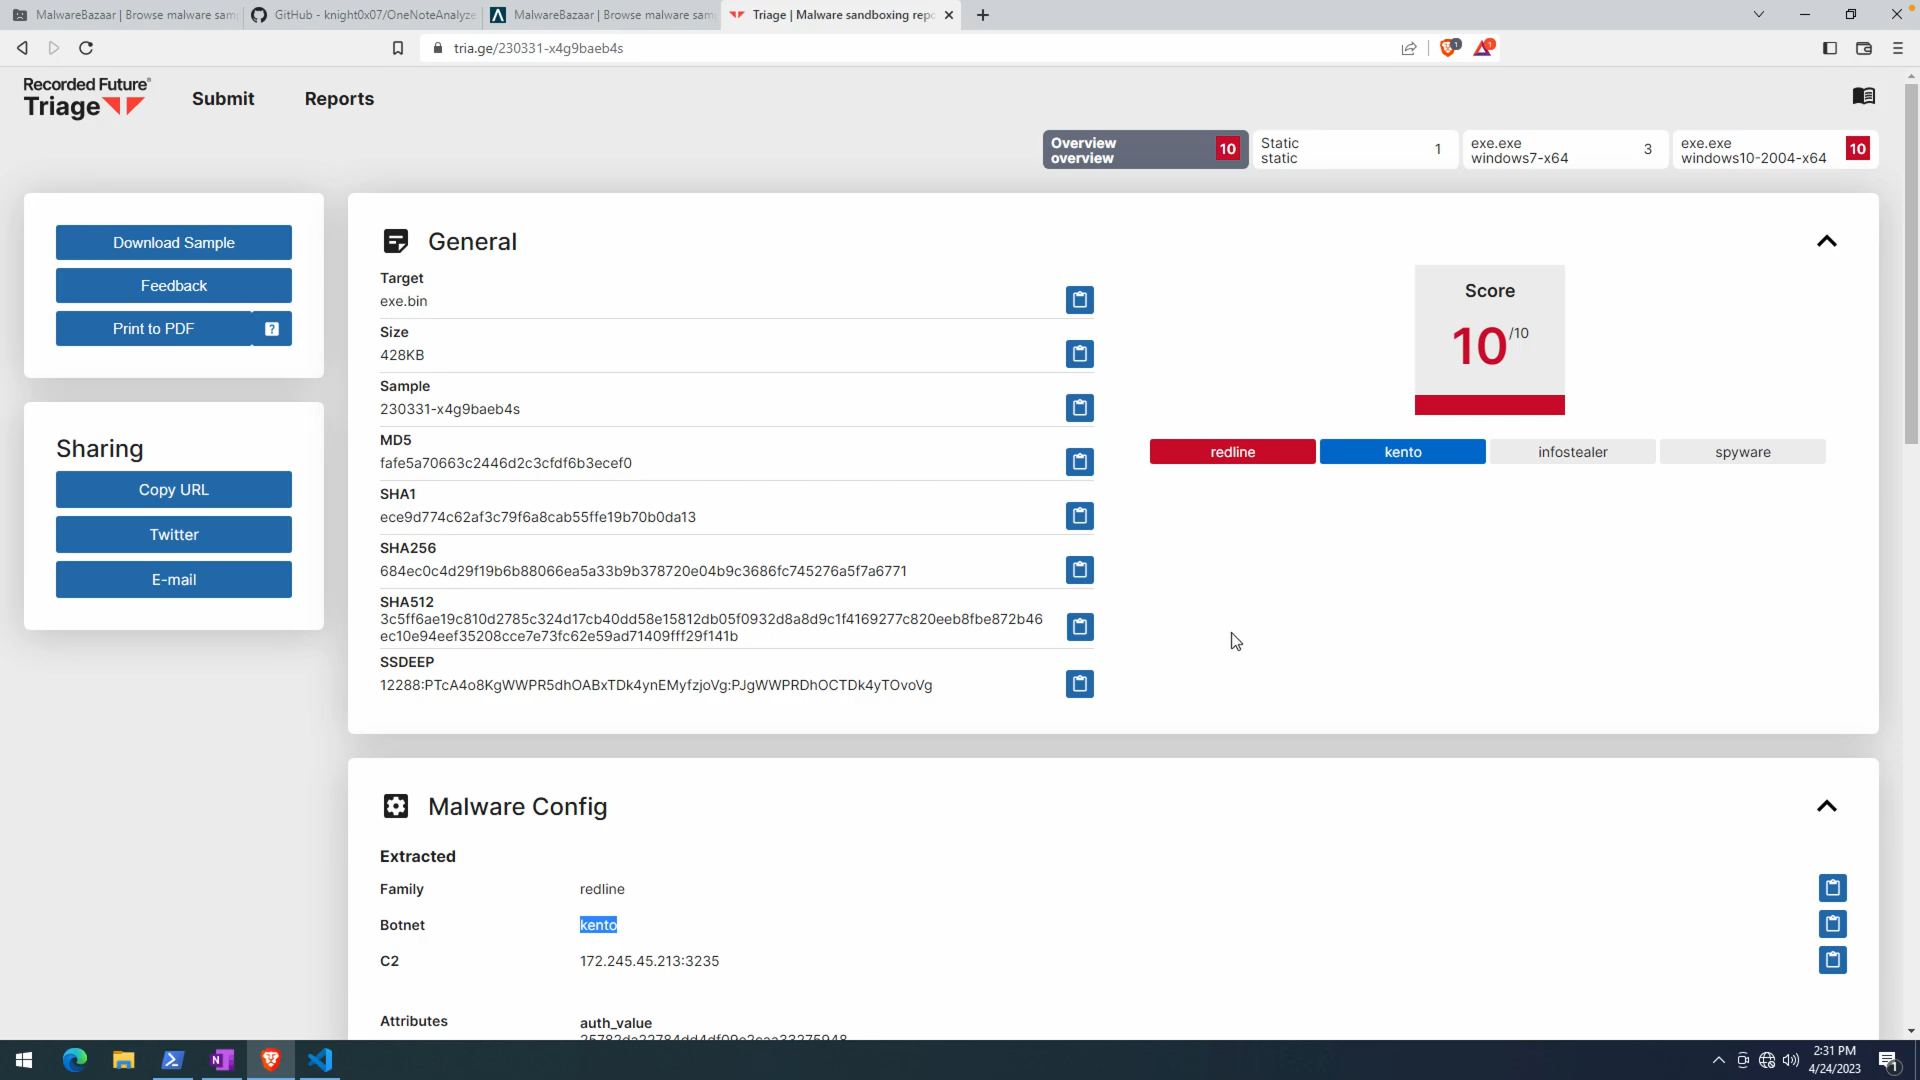 MalwareBazaar | Browse malware sam
GitHub - knight0x07/OneNoteAnalyze
MalwareBazaar | Browse malware samp
Triage | Malware sandboxing repo
tria.ge/230331-x4g9baeb4s
1
1
Recorded Future®
Triage
Submit
Reports
Overview
overview
10
Static
static
1
exe.exe
windows7-x64
3
exe.exe
windows10-2004-x64
10
Download Sample
Feedback
Print to PDF
?
Sharing
Copy URL
Twitter
E-mail
General
Target
exe.bin
Size
428KB
Sample
230331-x4g9baeb4s
MD5
fafe5a70663c2446d2c3cfdf6b3ecef0
SHA1
ece9d774c62af3c79f6a8cab55ffe19b70b0da13
SHA256
684ec0c4d29f19b6b88066ea5a33b9b378720e04b9c3686fc745276a5f7a6771
SHA512
3c5ff6ae19c810d2785c324d17cb40dd58e15812db05f0932d8a8d9c1f4169277c820eeb8fbe872b46
ec10e94eef35208cce7e73fc62e59ad71409fff29f141b
SSDEEP
12288:PTcA4o8KgWWPR5dhOABxTDk4ynEMyfzjoVg:PJgWWPRDhOCTDk4yTOvoVg
Score
10/10
redline
kento
infostealer
spyware
Malware Config
Extracted
Family
redline
Botnet
kento
C2
172.245.45.213:3235
Attributes
auth_value
N
2:31 PM
4/24/2023
1